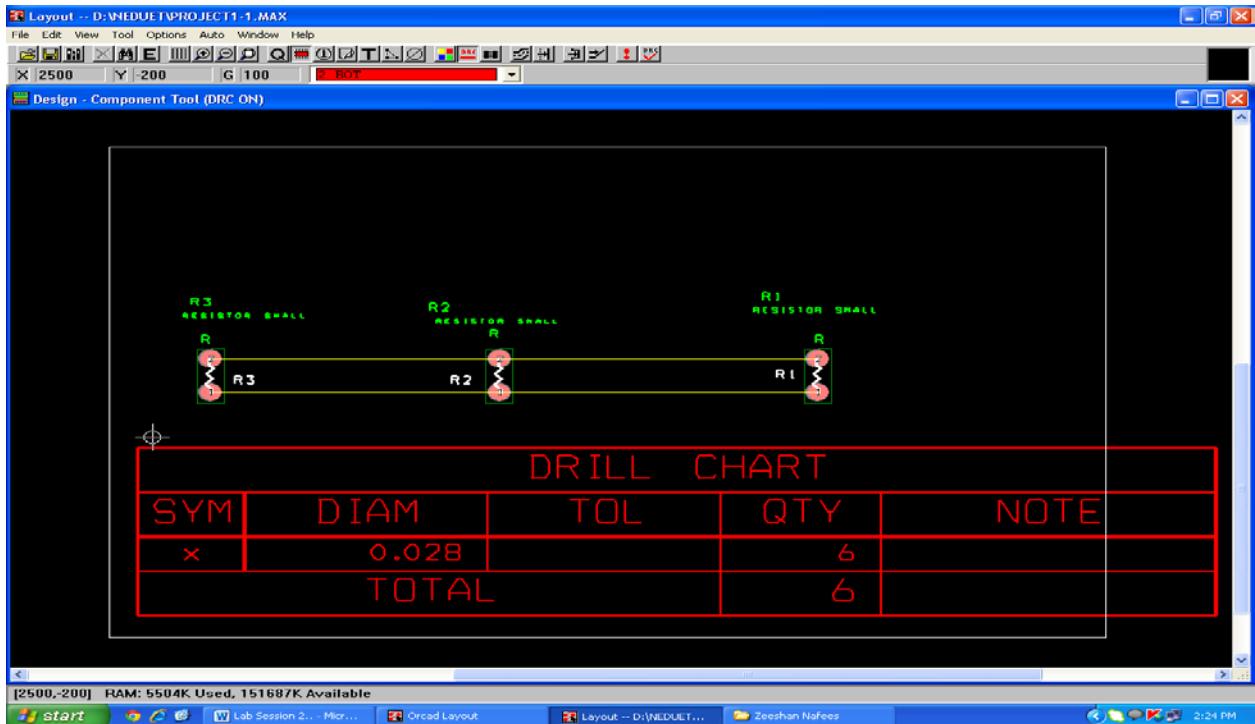 Layout -- D:\NEDUET\PROJECT1-1.MAX
File Edit View Tool Options Auto Window Help
X 2500 Y -200 G 100 2 BOT
Design - Component Tool (DRC ON)
R3
RESISTOR SMALL
R
R3
R2
RESISTOR SMALL
R
R2
R1
RESISTOR SMALL
R
R1
DRILL CHART
SYM DIAM TOL QTY NOTE
x 0.028 6
TOTAL 6
[2500,-200] RAM: 5504K Used, 151687K Available
start Lab Session 2.. - Micr... Orcad Layout Layout -- D:\NEDUET... Zeeshan Nafees 2:24 PM